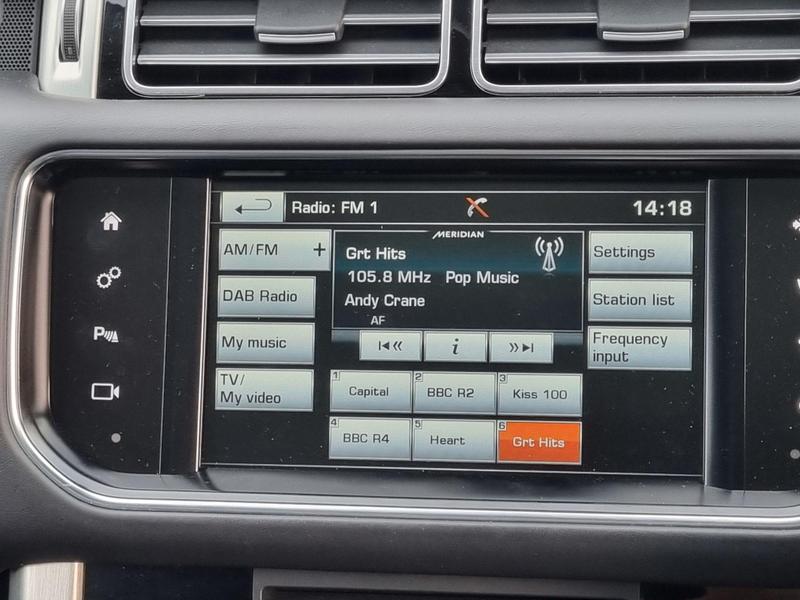 Radio: FM 1
14:18
AM/FM +
MERIDIAN
Grt Hits
105.8 MHz Pop Music
Andy Crane
AF
Settings
DAB Radio
Station list
My music
i
Frequency
input
TV/
My video
1 Capital
2 BBC R2
3 Kiss 100
4 BBC R4
5 Heart
6 Grt Hits
P